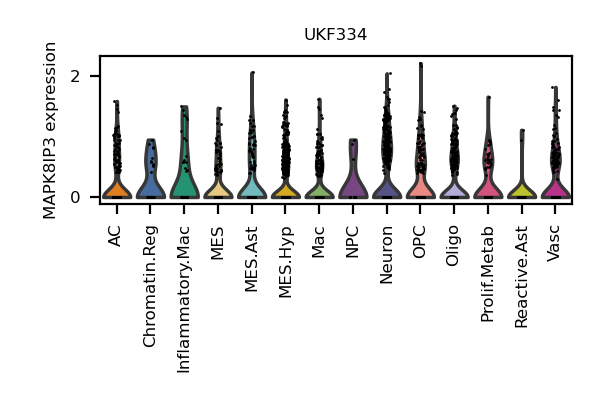 UKF334
MAPK8IP3 expression
2
0
AC
Chromatin.Reg
Inflammatory.Mac
MES
MES.Ast
MES.Hyp
Mac
NPC
Neuron
OPC
Oligo
Prolif.Metab
Reactive.Ast
Vasc